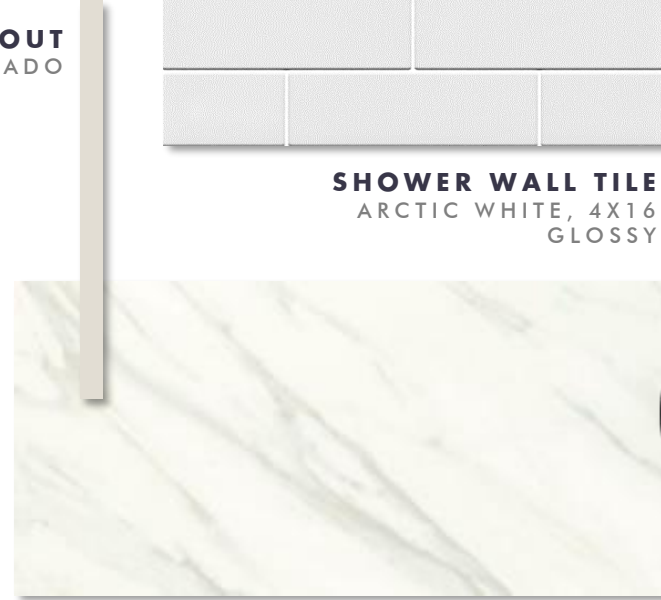 OUT
ADO
SHOWER WALL TILE
ARCTIC WHITE, 4X16
GLOSSY